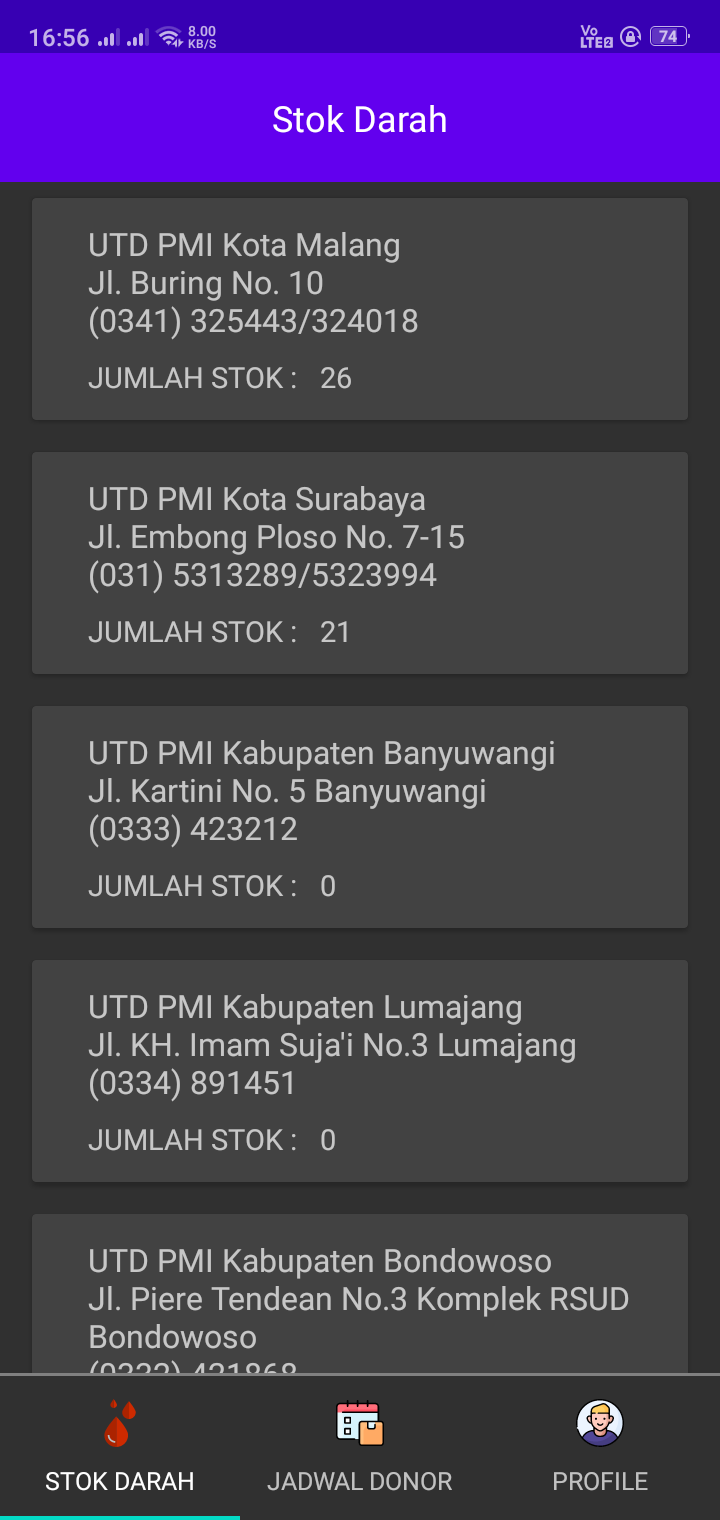 16:56 8.00 KB/S Vo LTE2 74
Stok Darah
UTD PMI Kota Malang
Jl. Buring No. 10
(0341) 325443/324018
JUMLAH STOK : 26
UTD PMI Kota Surabaya
Jl. Embong Ploso No. 7-15
(031) 5313289/5323994
JUMLAH STOK : 21
UTD PMI Kabupaten Banyuwangi
Jl. Kartini No. 5 Banyuwangi
(0333) 423212
JUMLAH STOK : 0
UTD PMI Kabupaten Lumajang
Jl. KH. Imam Suja'i No.3 Lumajang
(0334) 891451
JUMLAH STOK : 0
UTD PMI Kabupaten Bondowoso
Jl. Piere Tendean No.3 Komplek RSUD
Bondowoso
STOK DARAH JADWAL DONOR PROFILE